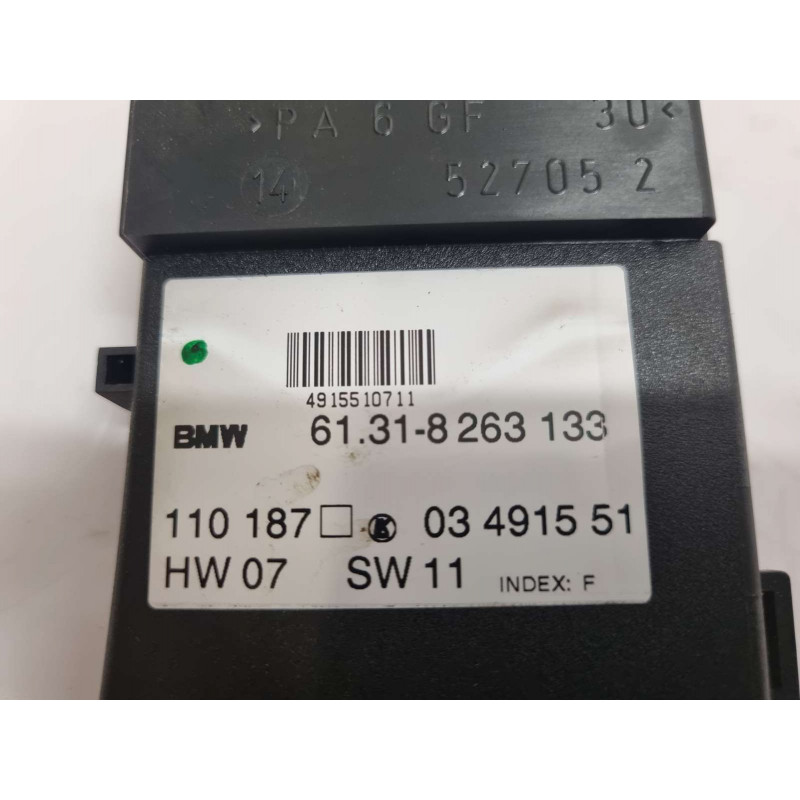 >PA 6 GF 30<
14 52705 2
4915510711
BMW 61.31-8 263 133
110 187 03 4915 51
HW 07 SW 11 INDEX: F